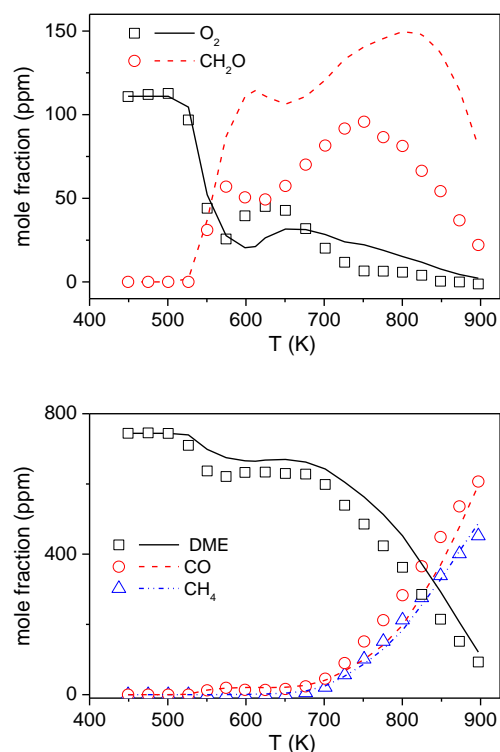 150
100
50
0
mole fraction (ppm)
O₂
CH₂O
400 500 600 700 800 900
T (K)
800
400
0
mole fraction (ppm)
DME
CO
CH₄
400 500 600 700 800 900
T (K)